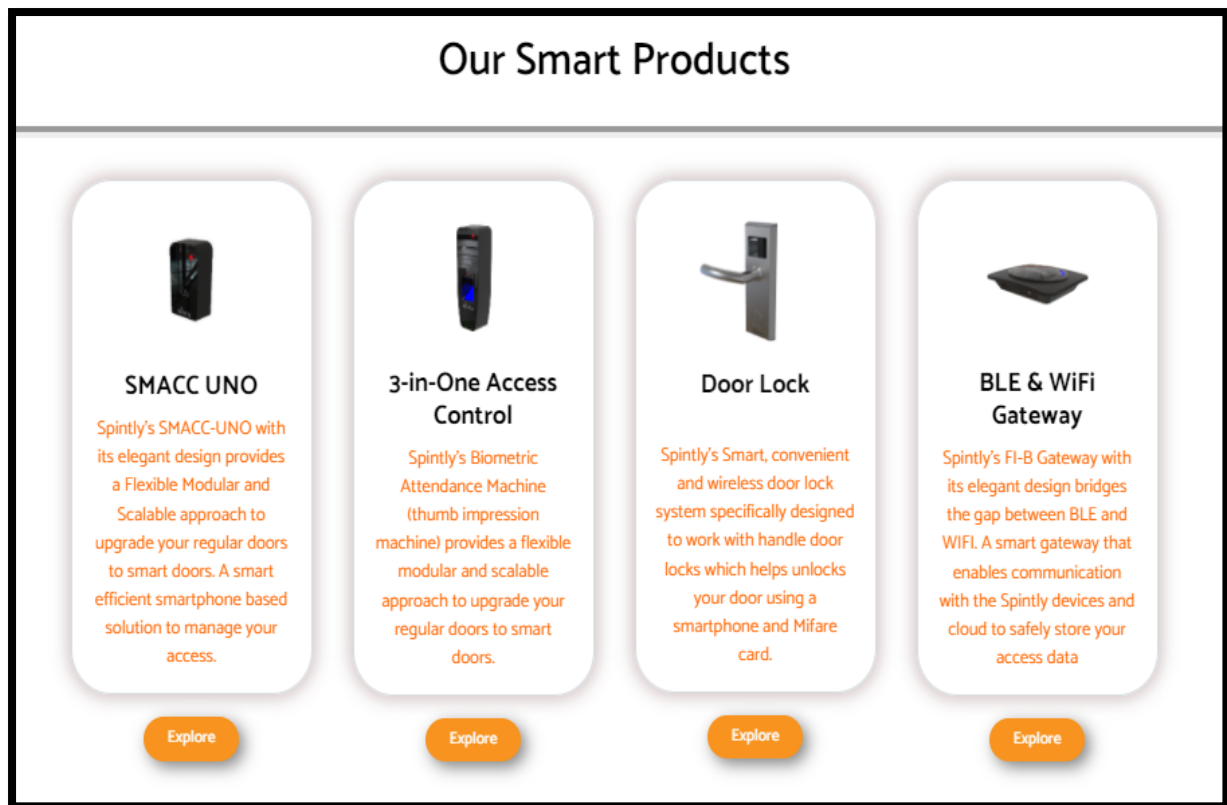 Our Smart Products
SMACC UNO
Spintly's SMACC-UNO with
its elegant design provides
a Flexible Modular and
Scalable approach to
upgrade your regular doors
to smart doors. A smart
efficient smartphone based
solution to manage your
access.
Explore
3-in-One Access
Control
Spintly's Biometric
Attendance Machine
(thumb impression
machine) provides a flexible
modular and scalable
approach to upgrade your
regular doors to smart
doors.
Explore
Door Lock
Spintly's Smart, convenient
and wireless door lock
system specifically designed
to work with handle door
locks which helps unlocks
your door using a
smartphone and Mifare
card.
Explore
BLE & WiFi
Gateway
Spintly's FI-B Gateway with
its elegant design bridges
the gap between BLE and
WIFI. A smart gateway that
enables communication
with the Spintly devices and
cloud to safely store your
access data
Explore